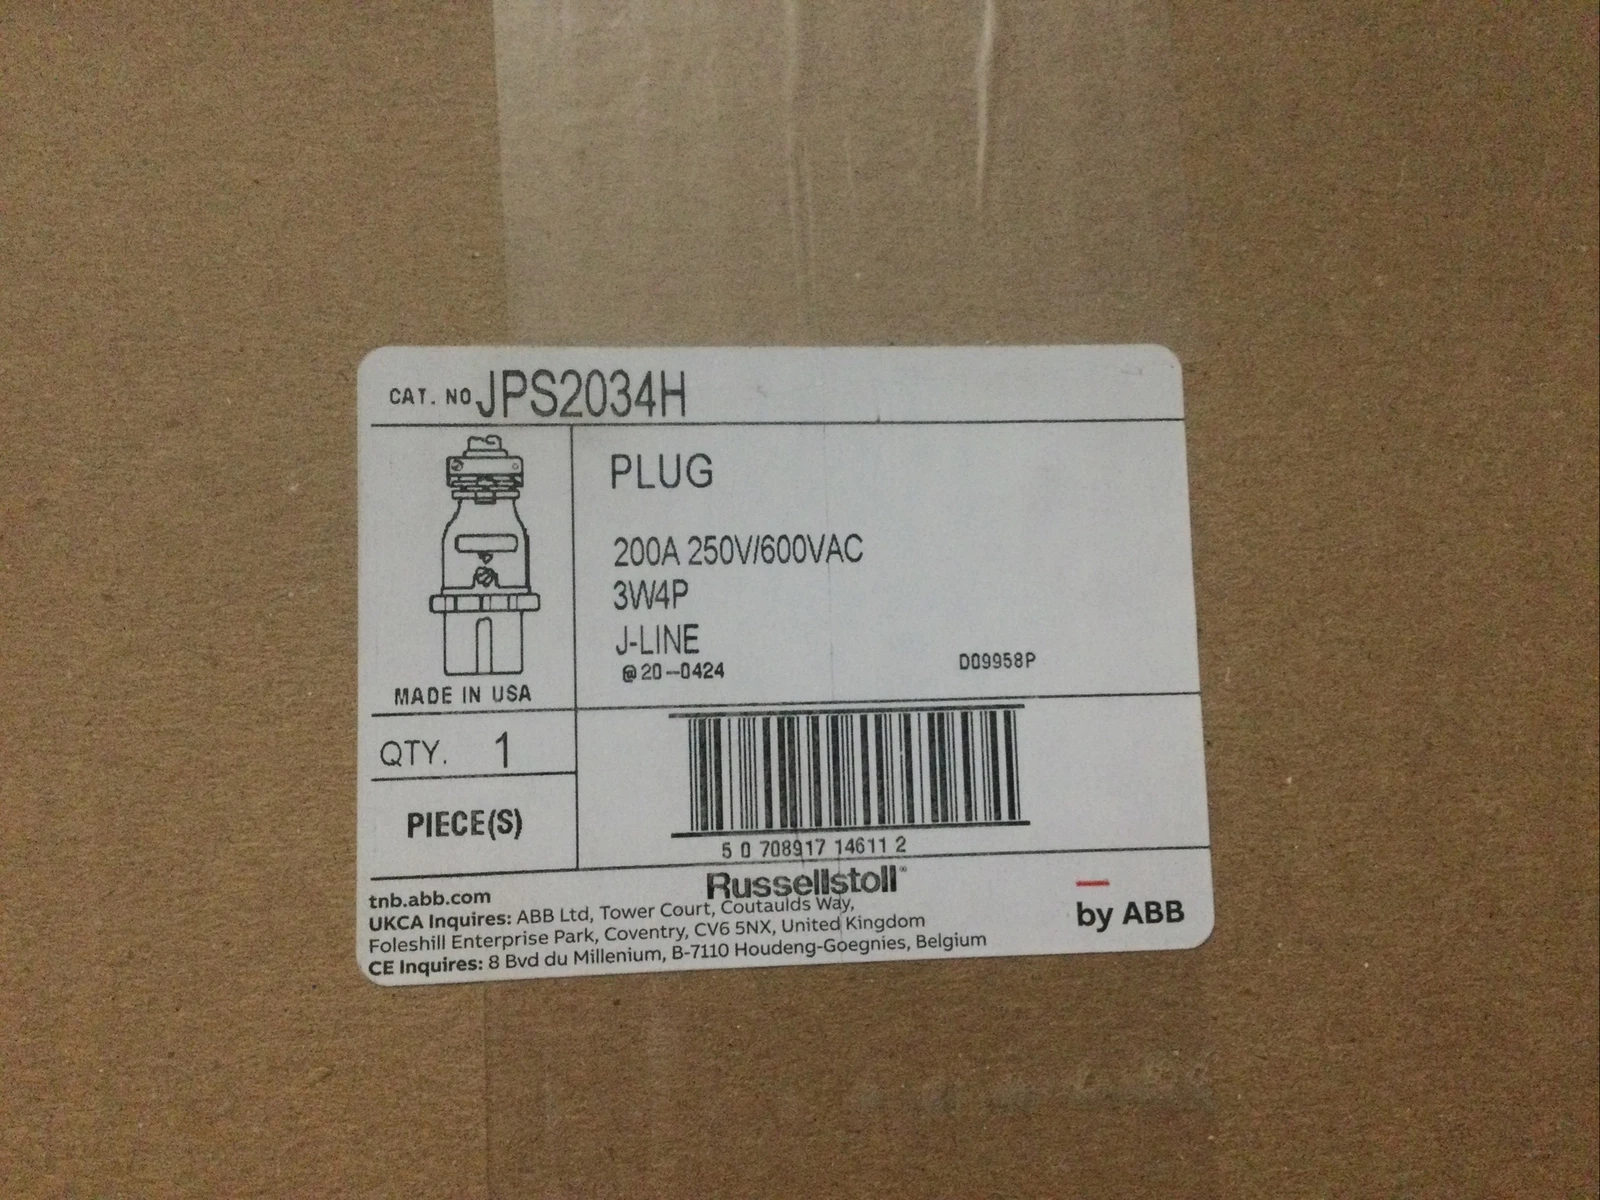 CAT. NO JPS2034H
PLUG
200A 250V/600VAC
3W4P
J-LINE
@20-0424 D09958P
MADE IN USA
QTY. 1
PIECE(S)
5 0 708917 14611 2
Russellstoll
tnb.abb.com
UKCA Inquires: ABB Ltd, Tower Court, Coutaulds Way,
Foleshill Enterprise Park, Coventry, CV6 5NX, United Kingdom
CE Inquires: 8 Bvd du Millenium, B-7110 Houdeng-Goegnies, Belgium
by ABB